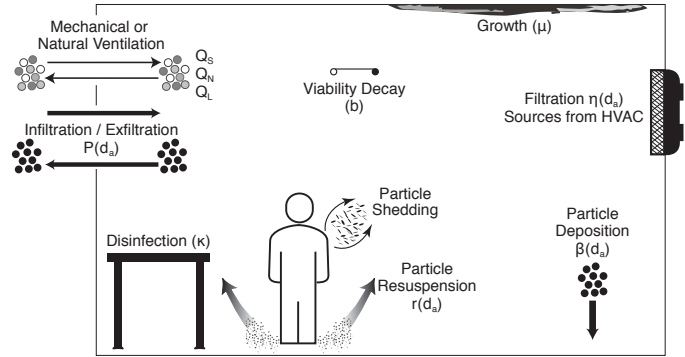 Growth (μ)
Mechanical or
Natural Ventilation
Q_S
Q_N
Q_L
Viability Decay
(b)
Filtration η(d_a)
Sources from HVAC
Infiltration / Exfiltration
P(d_a)
Particle
Shedding
Particle
Deposition
β(d_a)
Disinfection (κ)
Particle
Resuspension
r(d_a)